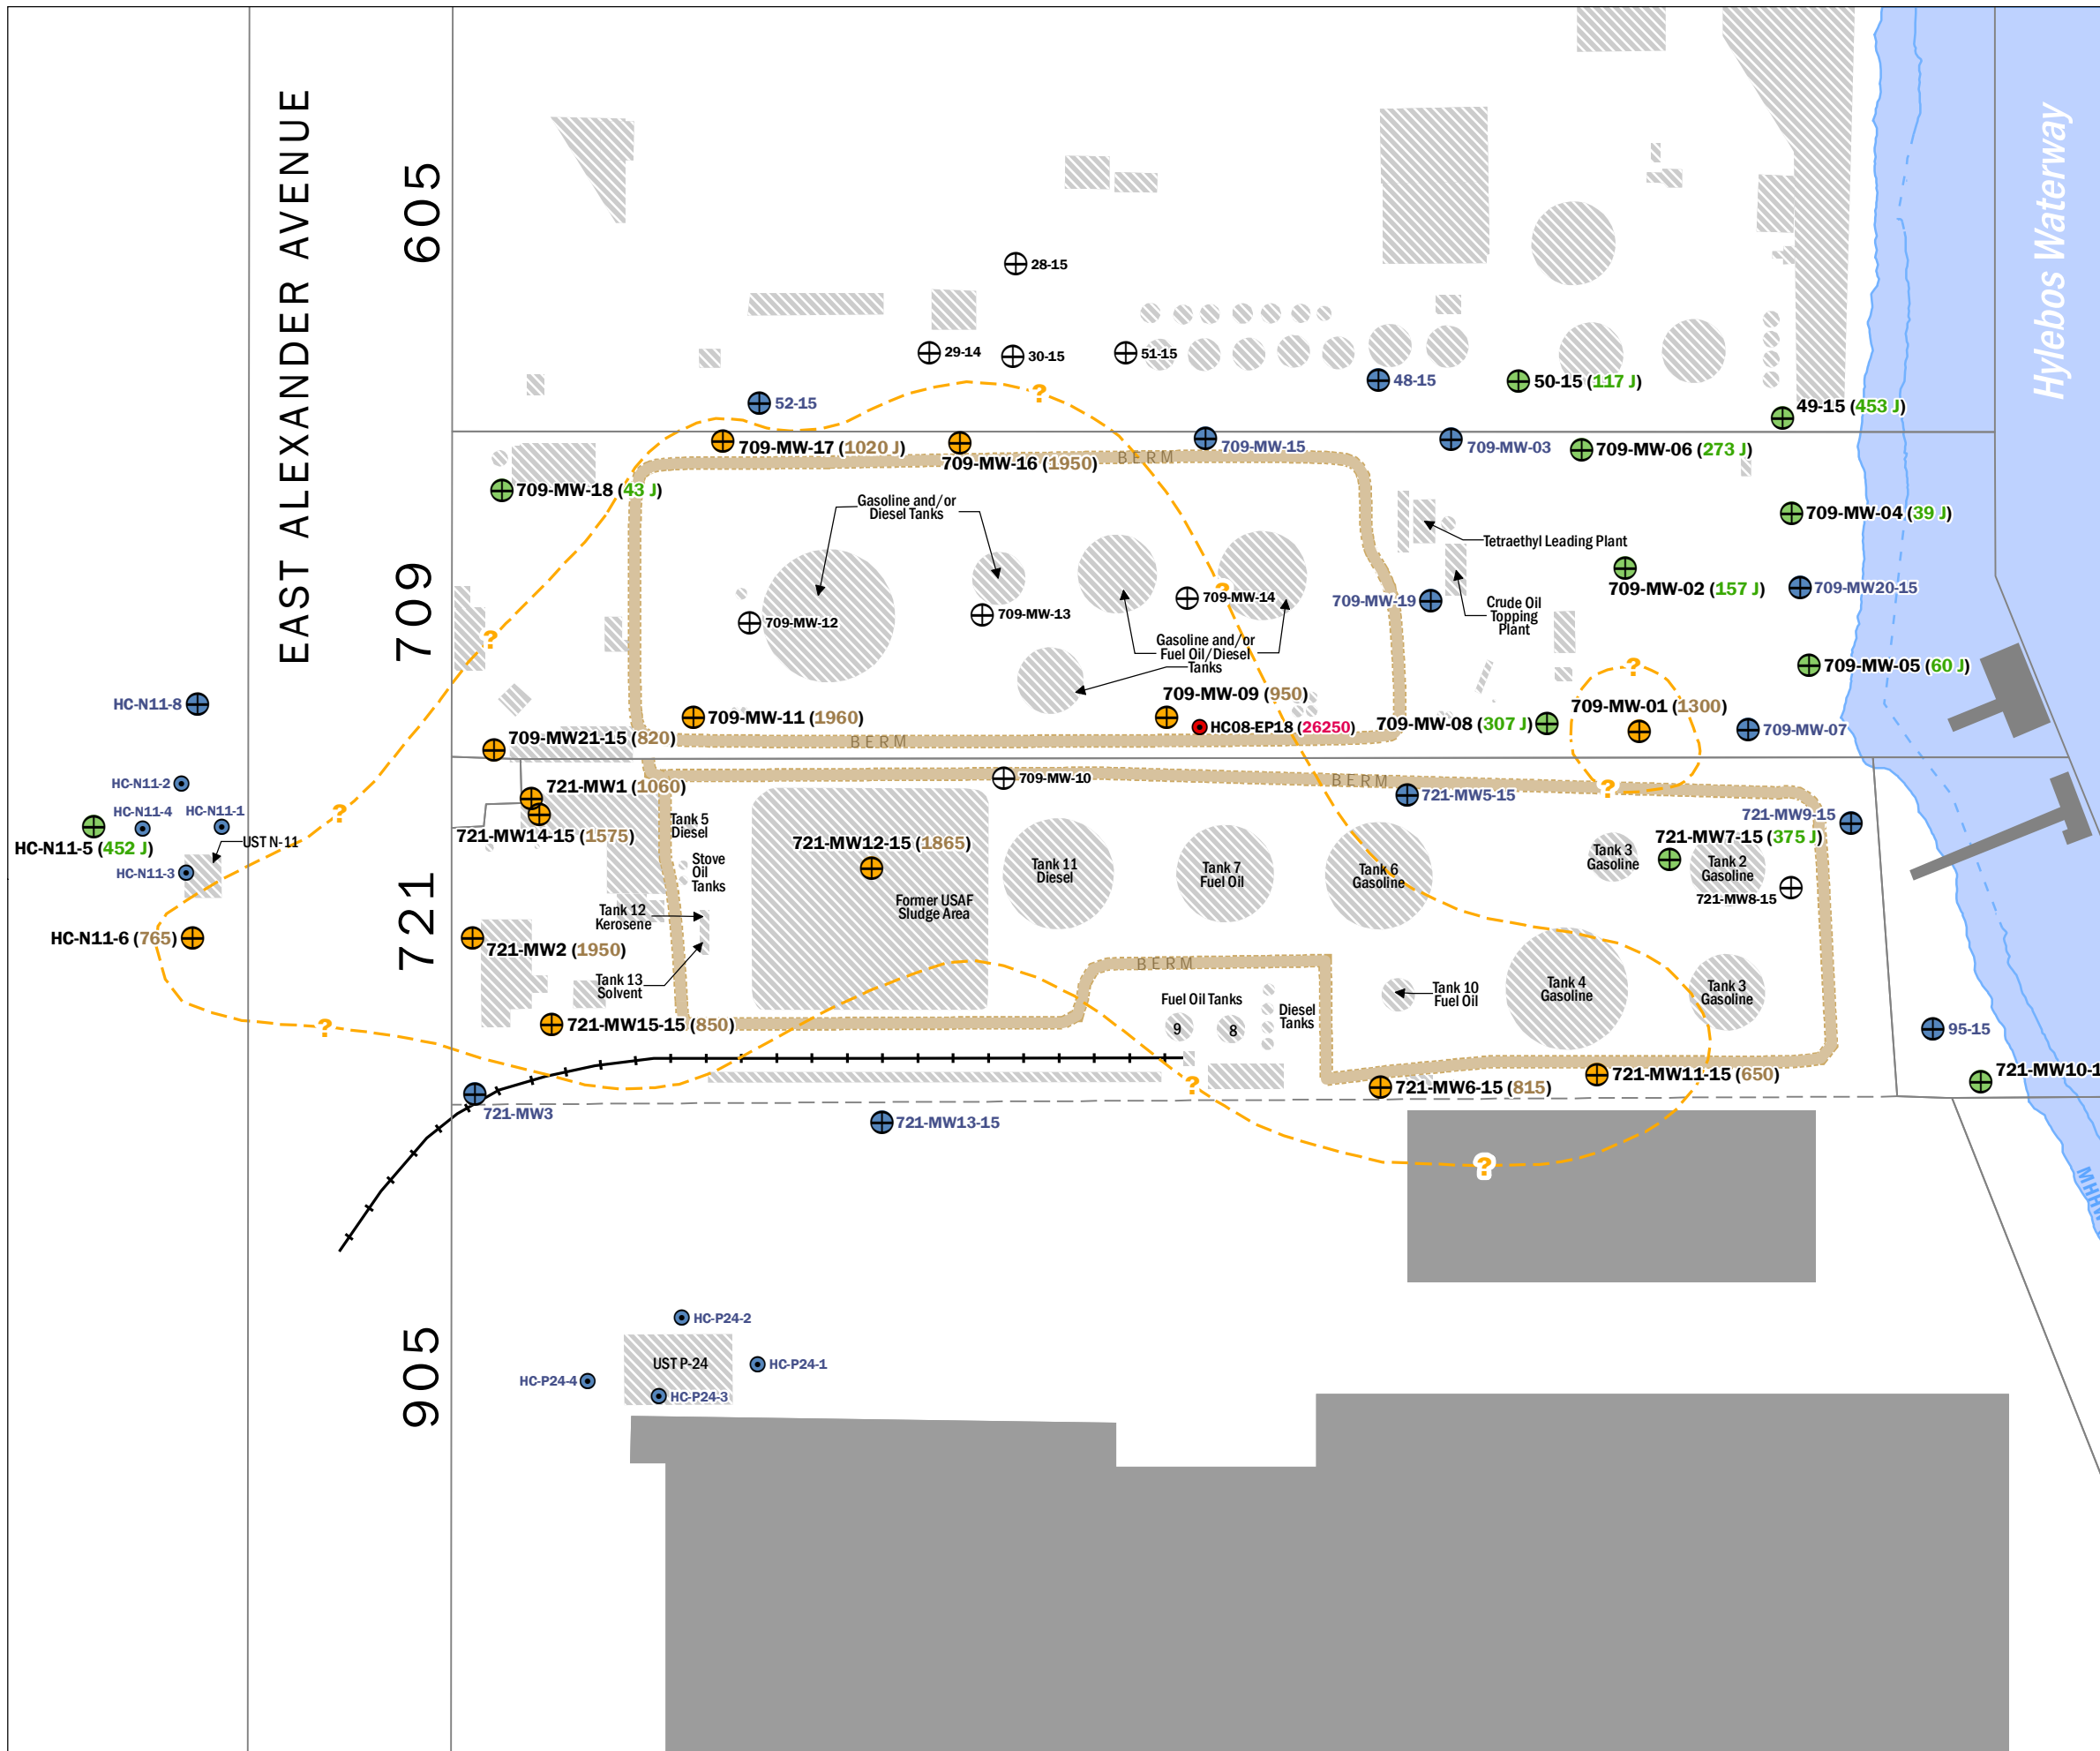 EAST ALEXANDER AVENUE
605
709
721
905
Hylebos Waterway
28-15
29-14
30-15
51-15
48-15
50-15 (117 J)
52-15
49-15 (453 J)
709-MW-17 (1020 J)
709-MW-16 (1950)
709-MW-15
709-MW-03
709-MW-06 (273 J)
BERM
709-MW-18 (43 J)
Gasoline and/or
Diesel Tanks
709-MW-04 (39 J)
Tetraethyl Leading Plant
709-MW-02 (157 J)
709-MW20-15
709-MW-12
709-MW-13
709-MW-14
709-MW-19
Crude Oil
Topping
Plant
?
?
?
Gasoline and/or
Fuel Oil/Diesel
Tanks
709-MW-05 (60 J)
?
HC-N11-8
709-MW-11 (1960)
709-MW-09 (950)
HC08-EP18 (26250)
709-MW-08 (307 J)
709-MW-01 (1300)
709-MW-07
709-MW21-15 (820)
BERM
HC-N11-2
709-MW-10
BERM
721-MW1 (1060)
721-MW5-15
?
?
HC-N11-4
HC-N11-1
HC-N11-5 (452 J)
UST N-11
HC-N11-3
721-MW14-15 (1575)
Tank 5
Diesel
721-MW9-15
721-MW7-15 (375 J)
721-MW12-15 (1865)
Stove
Oil
Tanks
Tank 11
Diesel
Tank 7
Fuel Oil
Tank 6
Gasoline
Tank 3
Gasoline
Tank 2
Gasoline
721-MW8-15
Former USAF
Sludge Area
Tank 12
Kerosene
HC-N11-6 (765)
721-MW2 (1950)
Tank 13
Solvent
BERM
Fuel Oil Tanks
9
8
Diesel
Tanks
Tank 10
Fuel Oil
Tank 4
Gasoline
Tank 3
Gasoline
?
721-MW15-15 (850)
95-15
721-MW6-15 (815)
721-MW11-15 (650)
721-MW10-1
?
721-MW3
721-MW13-15
?
MHHW
HC-P24-2
UST P-24
HC-P24-1
HC-P24-4
HC-P24-3